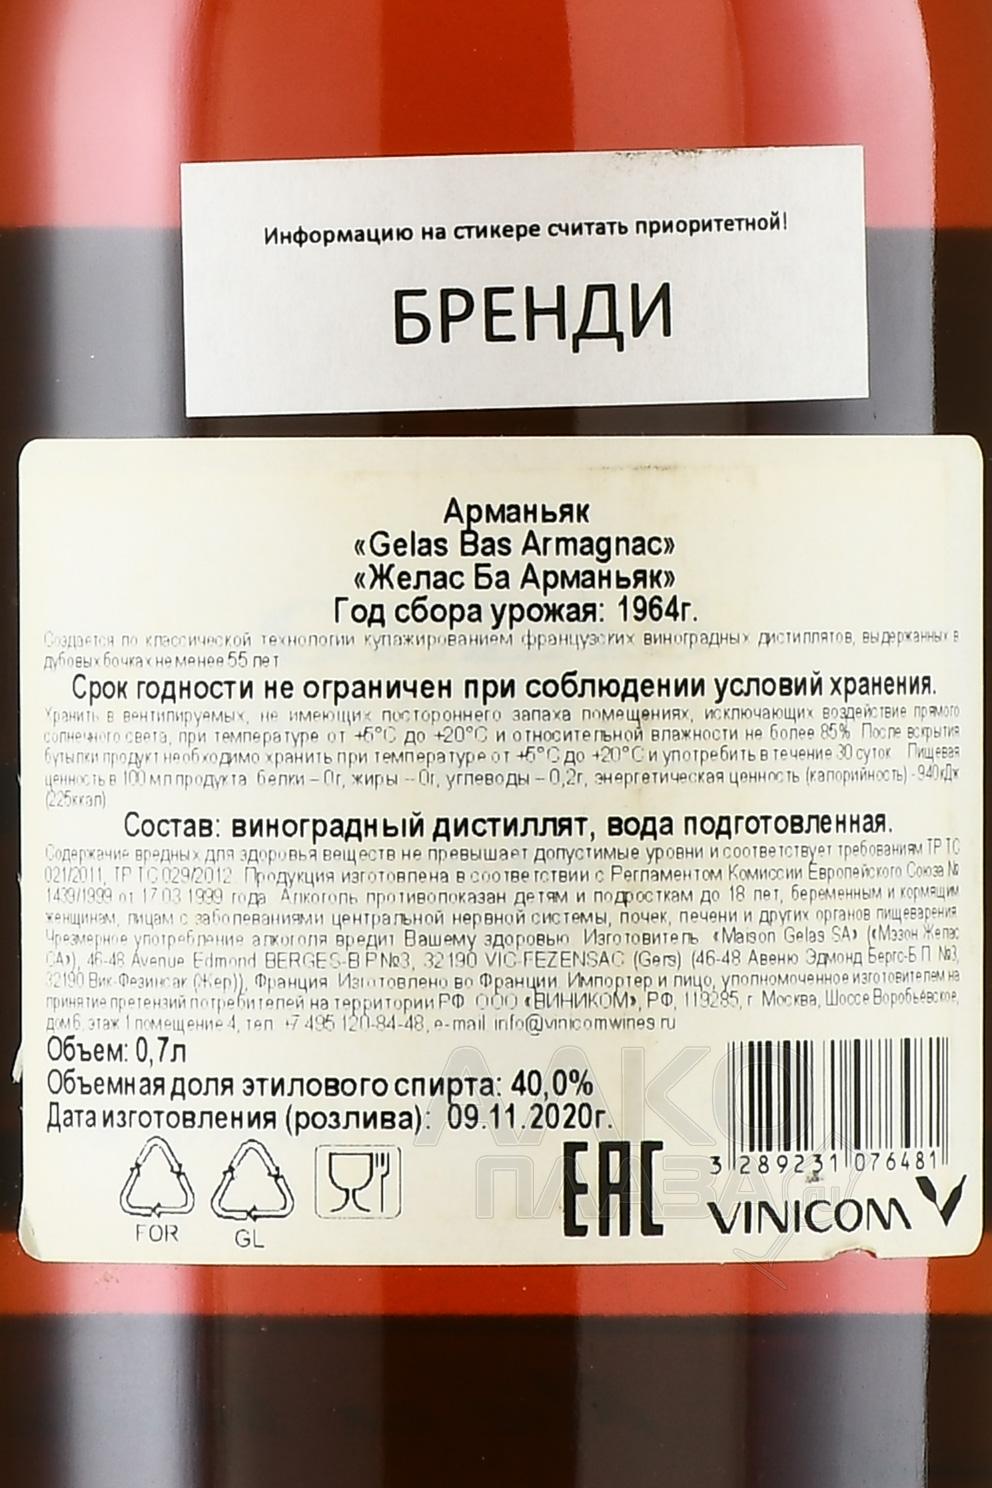 Информацию на стикере считать приоритетной!
БРЕНДИ
Арманьяк
«Gelas Bas Armagnac»
«Желас Ба Арманьяк»
Год сбора урожая: 1964г.
Создается по классической технологии купажированием французских виноградных дистиллятов, выдержанных в
дубовых бочках не менее 55 лет
Срок годности не ограничен при соблюдении условий хранения.
Хранить в вентилируемых, не имеющих постороннего запаха помещениях, исключающих воздействие прямого
солнечного света, при температуре от +5°C до +20°C и относительной влажности не более 85% После вскрытия
бутылки продукт необходимо хранить при температуре от +5°C до +20°C и употребить в течение 30 суток Пищевая
ценность в 100 мл продукта белки – 0г, жиры – 0г, углеводы – 0,2г, энергетическая ценность (калорийность) - 940кДж
(225ккал)
Состав: виноградный дистиллят, вода подготовленная.
Содержание вредных для здоровья веществ не превышает допустимые уровни и соответствует требованиям ТР ТС
021/2011, ТР ТС 029/2012 Продукция изготовлена в соответствии с Регламентом Комиссии Европейского Союза №
1439/1999 от 17.03.1999 года Алкоголь противопоказан детям и подросткам до 18 лет, беременным и кормящим
женщинам, лицам с заболеваниями центральной нервной системы, почек, печени и других органов пищеварения
Чрезмерное употребление алкоголя вредит Вашему здоровью Изготовитель «Maison Gelas SA» («Мэзон Желас
СА»), 46-48 Avenue Edmond BERGES-B P №3, 32190 VIC-FEZENSAC (Gers) (46-48 Авеню Эдмонд Бергс-Б П №3,
32190 Вик-Фезинсак (Жер)), Франция Изготовлено во Франции Импортер и лицо, уполномоченное изготовителем на
принятие претензий потребителей на территории РФ ООО «ВИНИКОМ», РФ, 119285, г Москва, Шоссе Воробьёвское,
дом 6, этаж 1 помещение 4, тел +7 495 120-84-48, e-mail info@vinicomwines ru
Объем: 0,7л
Объемная доля этилового спирта: 40,0%
Дата изготовления (розлива): 09.11.2020г.
FOR
GL
EAC
3 289231 076481
VINICOM
АЛКО
ПЛАЗА.ru